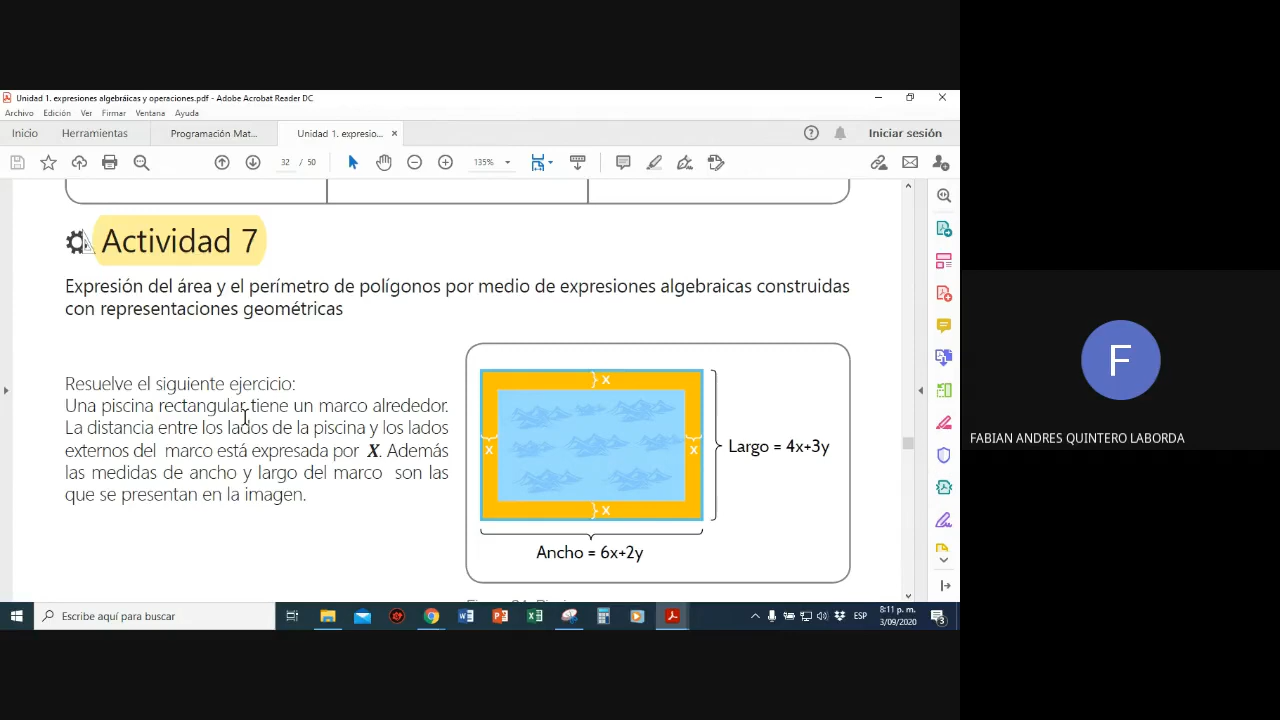 Unidad 1. expresiones algebráicas y operaciones.pdf - Adobe Acrobat Reader DC
Archivo Edición Ver Firmar Ventana Ayuda
Inicio Herramientas Programación Mat... Unidad 1. expresio... Iniciar sesión
32 / 50 135%
Actividad 7
Expresión del área y el perímetro de polígonos por medio de expresiones algebraicas construidas
con representaciones geométricas
Resuelve el siguiente ejercicio:
Una piscina rectangular tiene un marco alrededor.
La distancia entre los lados de la piscina y los lados
externos del marco está expresada por X. Además
las medidas de ancho y largo del marco son las
que se presentan en la imagen.
x
x x
x
Largo = 4x+3y
Ancho = 6x+2y
F
FABIAN ANDRES QUINTERO LABORDA
Escribe aquí para buscar
ESP
8:11 p. m.
3/09/2020
3